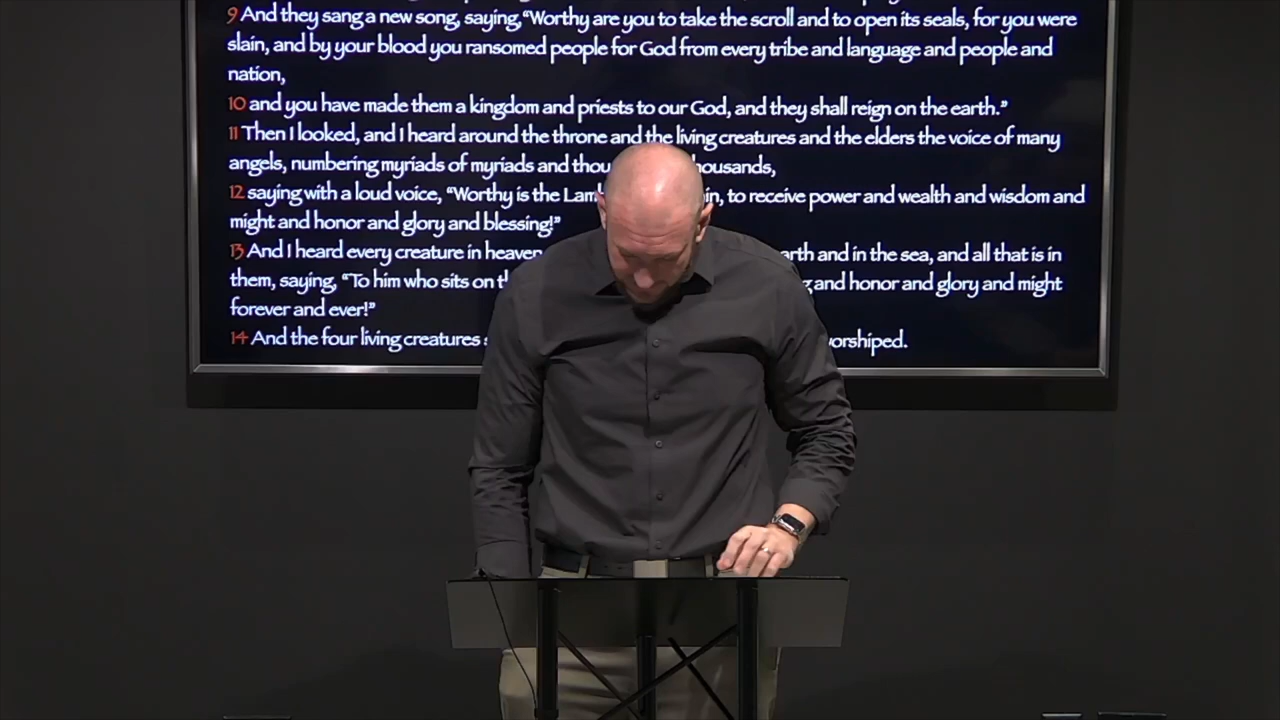 9 And they sang a new song, saying, “Worthy are you to take the scroll and to open its seals, for you were
slain, and by your blood you ransomed people for God from every tribe and language and people and
nation,
10 and you have made them a kingdom and priests to our God, and they shall reign on the earth.”
11 Then I looked, and I heard around the throne and the living creatures and the elders the voice of many
angels, numbering myriads of myriads and
12 saying with a loud voice, “Worthy is the to receive power and wealth and wisdom and
might and honor and glory and blessing!”
13 And I heard every creature in and in the sea, and all that is in
them, saying, “To him who sits on and honor and glory and might
forever and ever!”
14 And the four living creatures